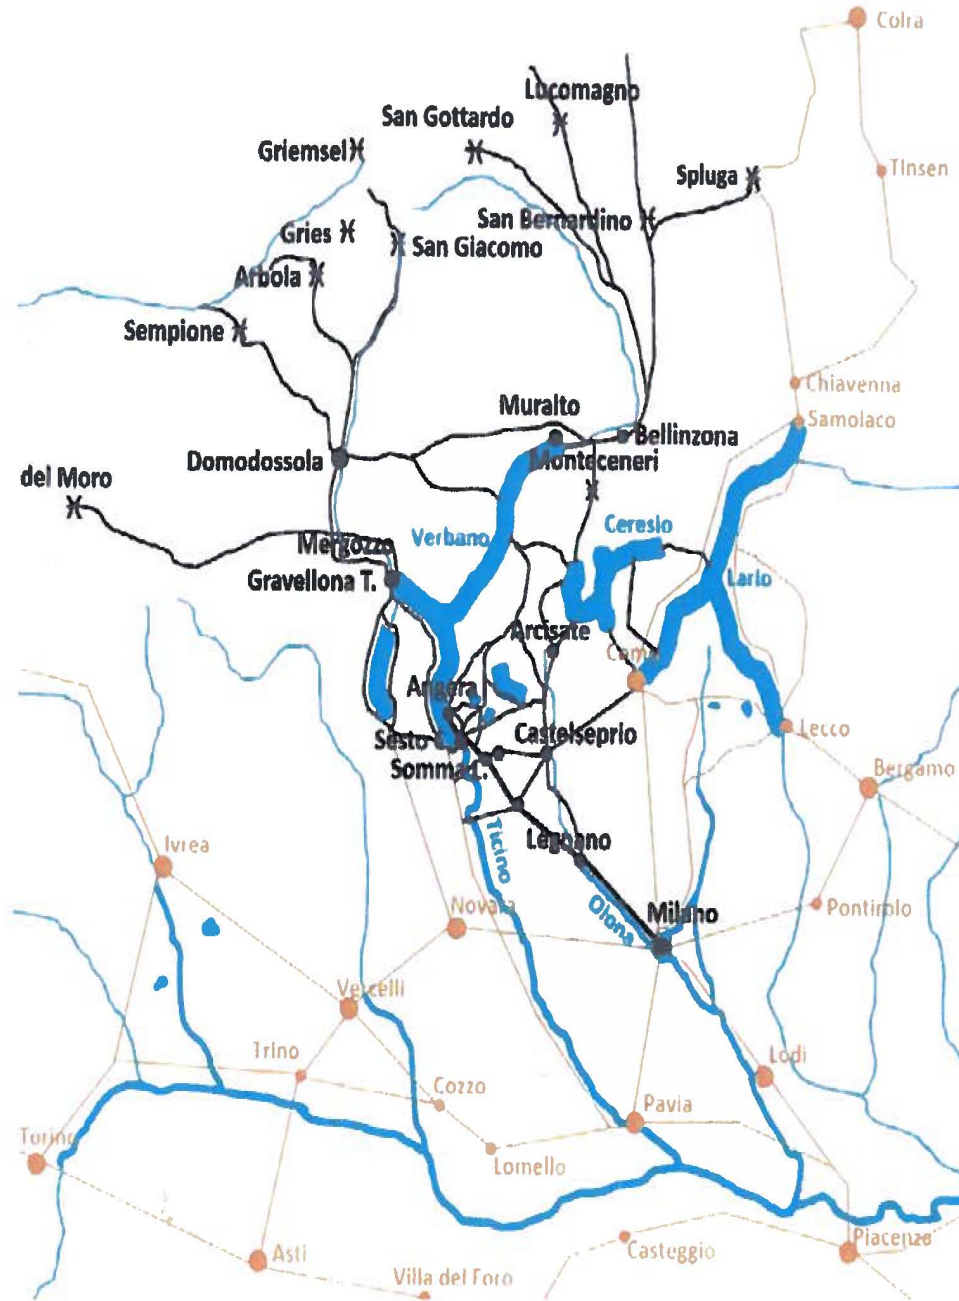 Coira
Lucomagno
San Gottardo
Griemsel
Tinsen
Spluga
San Bernardino
Gries
San Giacomo
Arbola
Sempione
Chiavenna
Samolaco
Muralto
Bellinzona
Domodossola
Monteceneri
del Moro
Ceresio
Verbano
Mergozzo
Gravellona T.
Lario
Arcisate
Como
Angera
Lecco
Castelseprio
Sesto C.
Somma L.
Bergamo
Ticino
Legnano
Ivrea
Olona
Novara
Milano
Pontirolo
Vercelli
Trino
Lodi
Cozzo
Pavia
Torino
Lomello
Piacenza
Casteggio
Asti
Villa del Foro